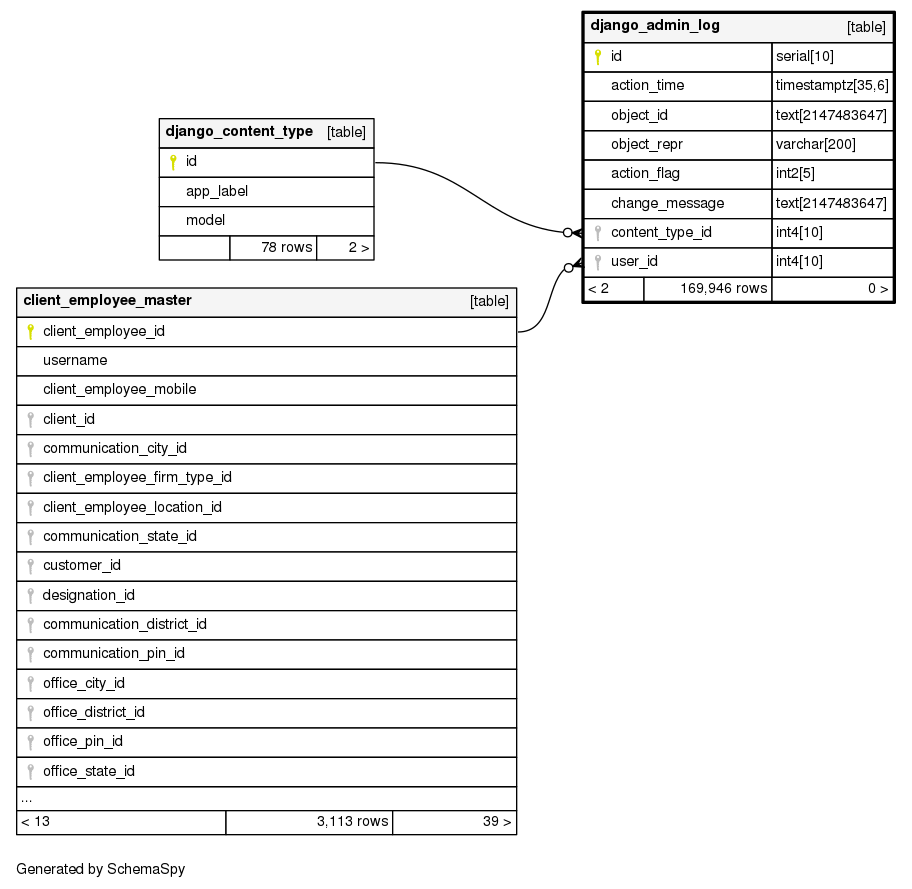 django_admin_log [table]
id serial[10]
action_time timestamptz[35,6]
object_id text[2147483647]
object_repr varchar[200]
action_flag int2[5]
change_message text[2147483647]
content_type_id int4[10]
user_id int4[10]
< 2 169,946 rows 0 >
django_content_type [table]
id
app_label
model
78 rows 2 >
client_employee_master [table]
client_employee_id
username
client_employee_mobile
client_id
communication_city_id
client_employee_firm_type_id
client_employee_location_id
communication_state_id
customer_id
designation_id
communication_district_id
communication_pin_id
office_city_id
office_district_id
office_pin_id
office_state_id
...
< 13 3,113 rows 39 >
Generated by SchemaSpy